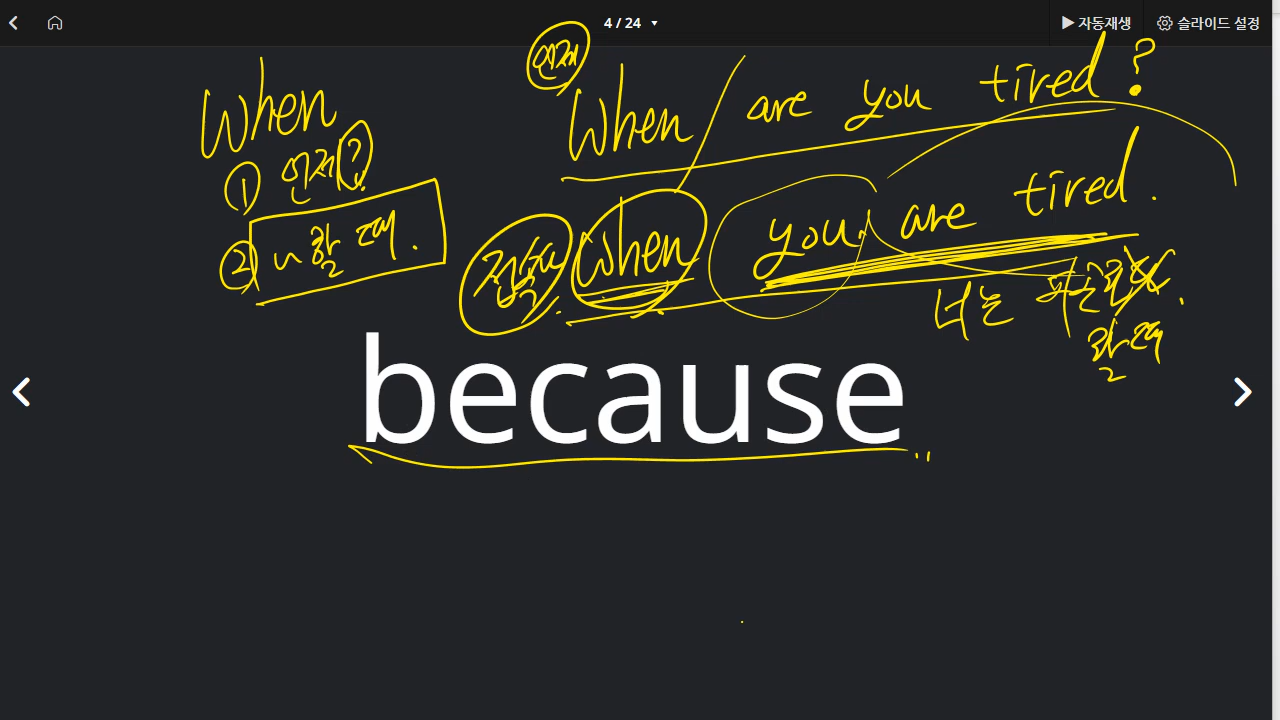 4 / 24
자동재생
슬라이드 설정
When
① 언제?
② ~할 때.
언제
When / are you tired?
접속사 when you are tired.
너는 피곤
할 때
because